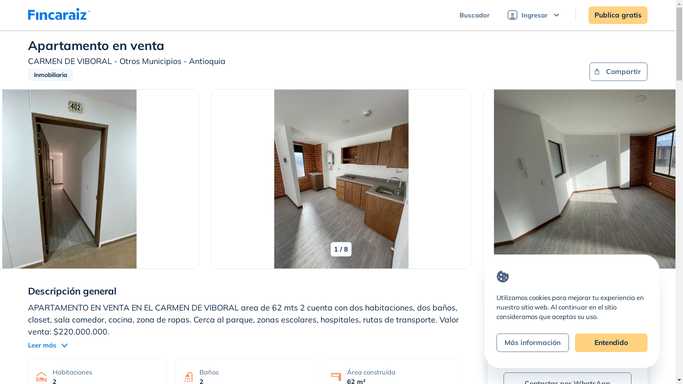 Fincaraiz
Buscador
Ingresar
Publica gratis
Apartamento en venta
CARMEN DE VIBORAL - Otros Municipios - Antioquia
Inmobiliaria
Compartir
402
1 / 8
Descripción general
APARTAMENTO EN VENTA EN EL CARMEN DE VIBORAL area de 62 mts 2 cuenta con dos habitaciones, dos baños,
closet, sala comedor, cocina, zona de ropas. Cerca al parque, zonas escolares, hospitales, rutas de transporte. Valor
venta: $220.000.000.
Leer más
Habitaciones
2
Baños
2
Área construida
62 m²
Utilizamos cookies para mejorar tu experiencia en
nuestro sitio web. Al continuar en el sitio
consideramos que aceptas su uso.
Más información
Entendido
Contactar por WhatsApp